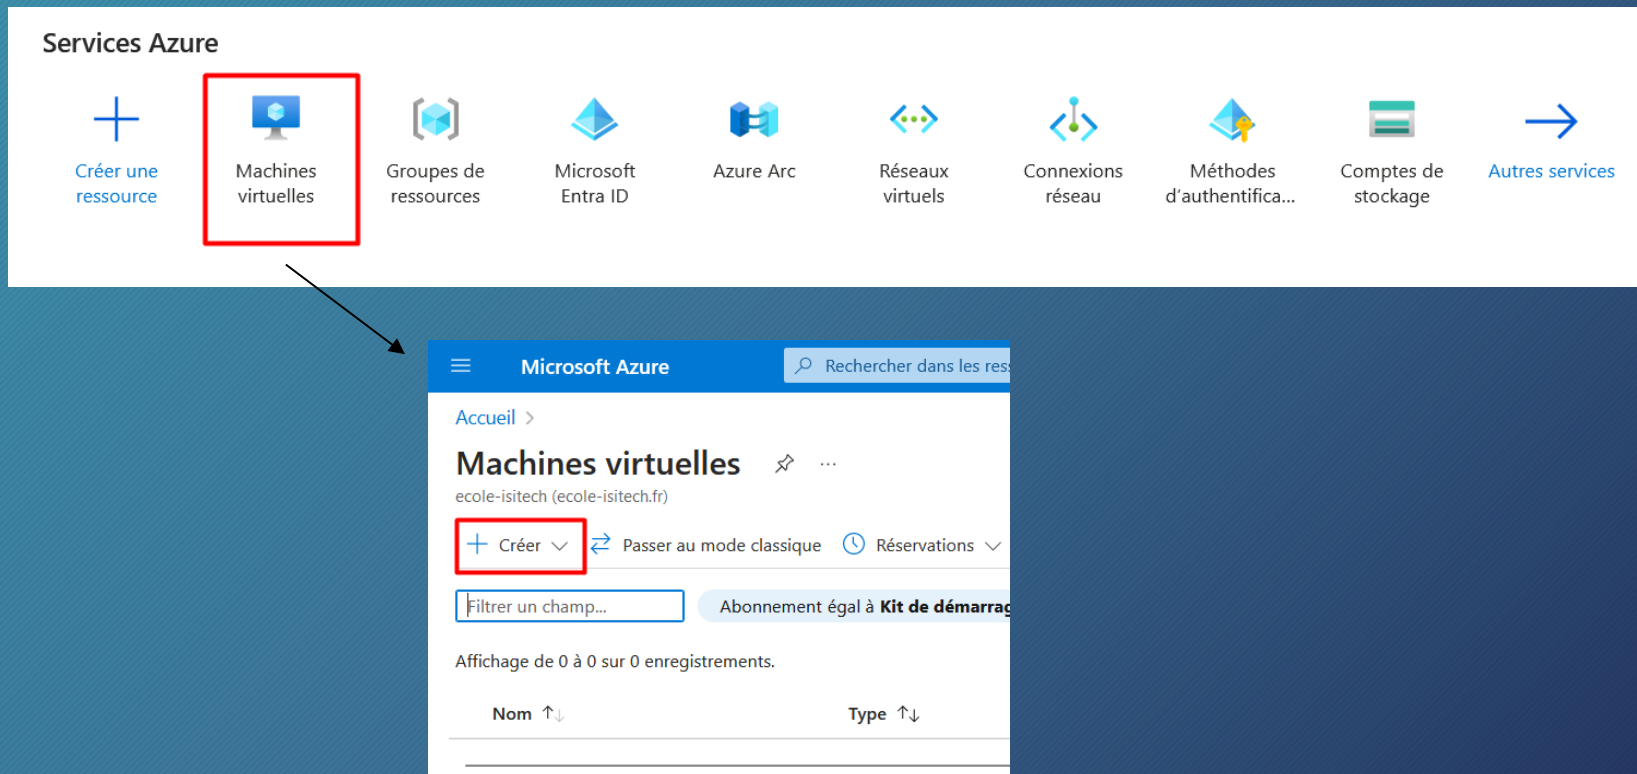 Services Azure
Créer une
ressource
Machines
virtuelles
Groupes de
ressources
Microsoft
Entra ID
Azure Arc
Réseaux
virtuels
Connexions
réseau
Méthodes
d'authentifica...
Comptes de
stockage
Autres services
Microsoft Azure
Rechercher dans les res
Accueil >
Machines virtuelles ...
ecole-isitech (ecole-isitech.fr)
+ Créer Passer au mode classique Réservations
Filtrer un champ... Abonnement égal à Kit de démarrag
Affichage de 0 à 0 sur 0 enregistrements.
Nom ↑↓ Type ↑↓